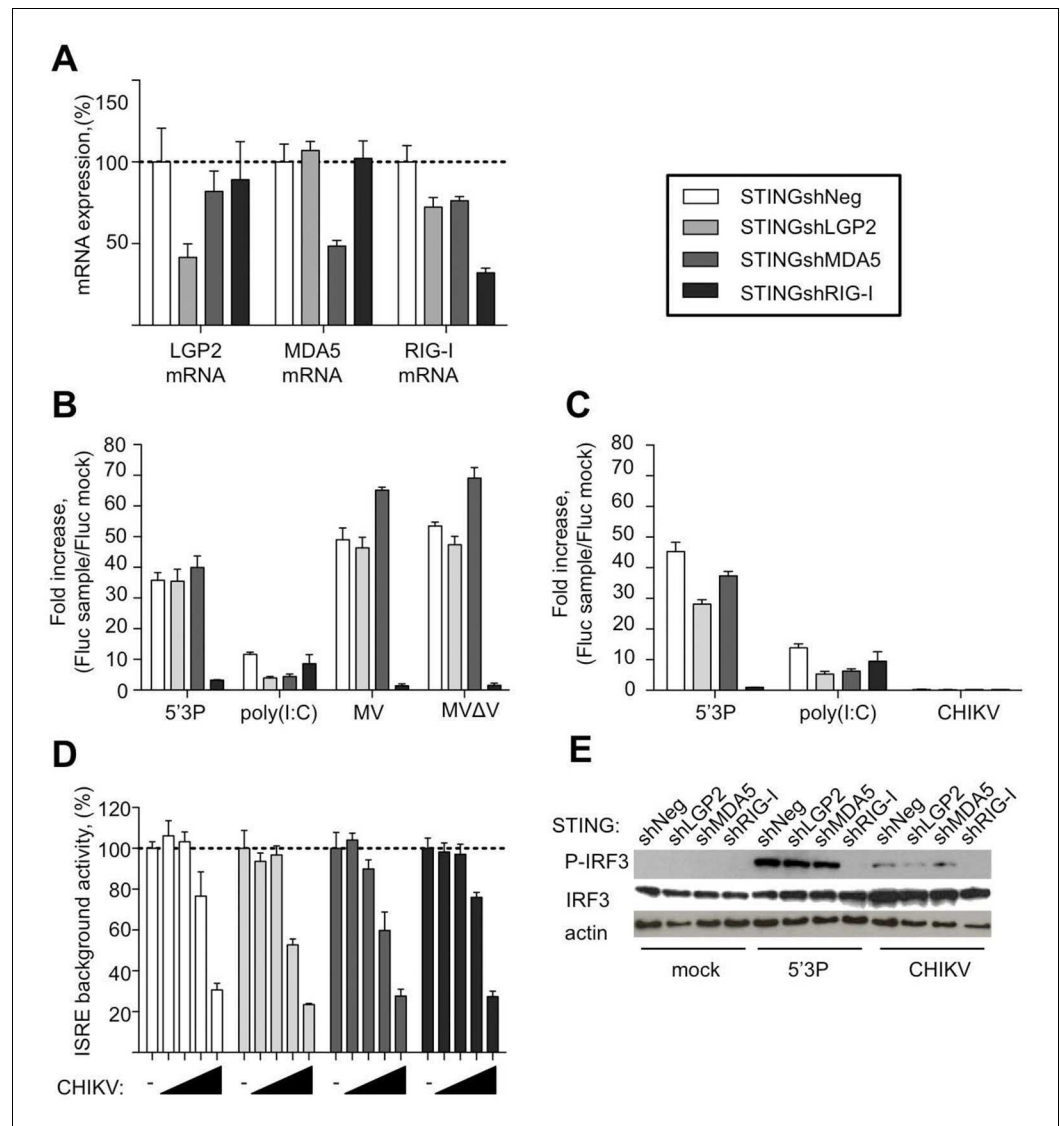 A
mRNA expression,(%)
150
100
50
LGP2
mRNA
MDA5
mRNA
RIG-I
mRNA
STINGshNeg
STINGshLGP2
STINGshMDA5
STINGshRIG-I
B
Fold increase,
(Fluc sample/Fluc mock)
80
70
60
50
40
30
20
10
0
5'3P
poly(I:C)
MV
MVΔV
C
Fold increase,
(Fluc sample/Fluc mock)
80
60
50
40
30
20
10
0
5'3P
poly(I:C)
CHIKV
D
ISRE background activity, (%)
120
100
80
60
40
20
CHIKV:
-
-
-
-
E
STING:
shNeg
shLGP2
shMDA5
shRIG-I
shNeg
shLGP2
shMDA5
shRIG-I
shNeg
shLGP2
shMDA5
shRIG-I
P-IRF3
IRF3
actin
mock
5'3P
CHIKV